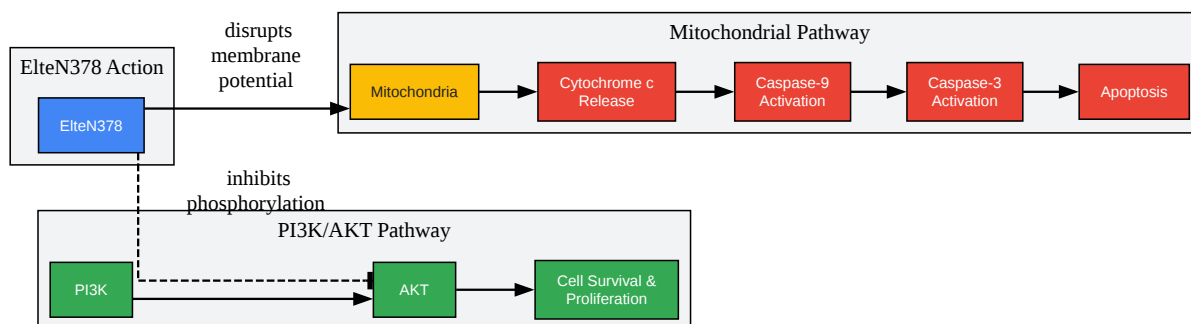 disrupts
membrane
potential
Mitochondrial Pathway
ElteN378 Action
Mitochondria
Cytochrome c
Release
Caspase-9
Activation
Caspase-3
Activation
Apoptosis
ElteN378
inhibits
phosphorylation
PI3K/AKT Pathway
PI3K
AKT
Cell Survival &
Proliferation